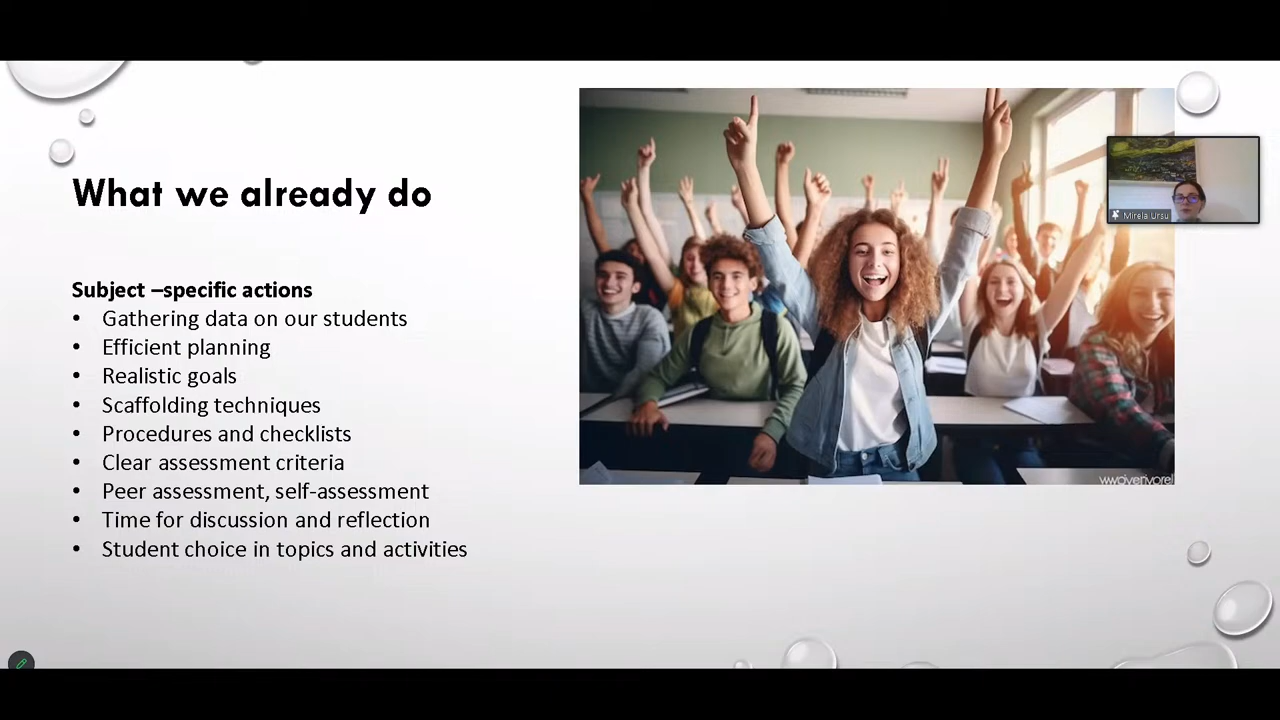 What we already do
Subject –specific actions
• Gathering data on our students
• Efficient planning
• Realistic goals
• Scaffolding techniques
• Procedures and checklists
• Clear assessment criteria
• Peer assessment, self-assessment
• Time for discussion and reflection
• Student choice in topics and activities
Mirela Ursu